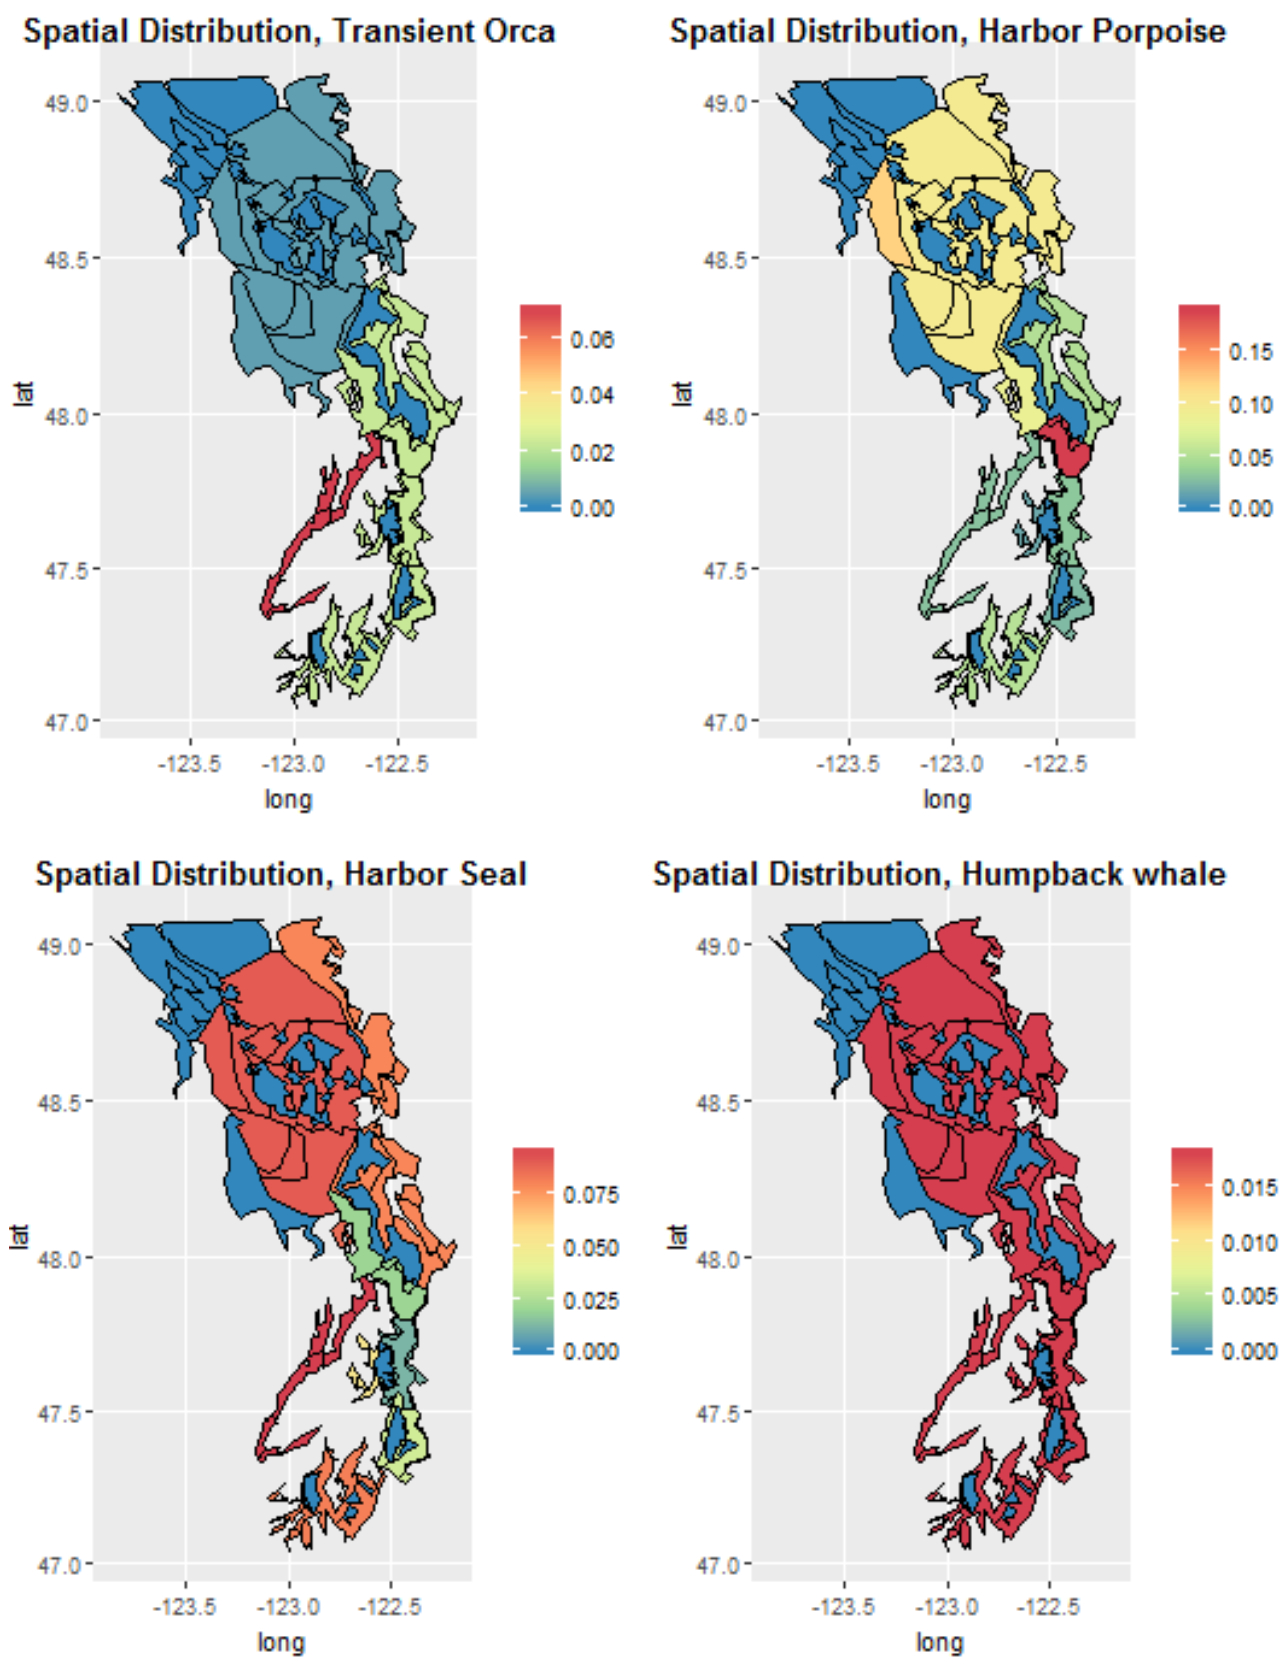 Spatial Distribution, Transient Orca
49.0
48.5
48.0
47.5
47.0
lat
-123.5 -123.0 -122.5
long
0.06
0.04
0.02
0.00
Spatial Distribution, Harbor Porpoise
49.0
48.5
48.0
47.5
47.0
lat
-123.5 -123.0 -122.5
long
0.15
0.10
0.05
0.00
Spatial Distribution, Harbor Seal
49.0
48.5
48.0
47.5
47.0
lat
-123.5 -123.0 -122.5
long
0.075
0.050
0.025
0.000
Spatial Distribution, Humpback whale
49.0
48.5
48.0
47.5
47.0
lat
-123.5 -123.0 -122.5
long
0.015
0.010
0.005
0.000